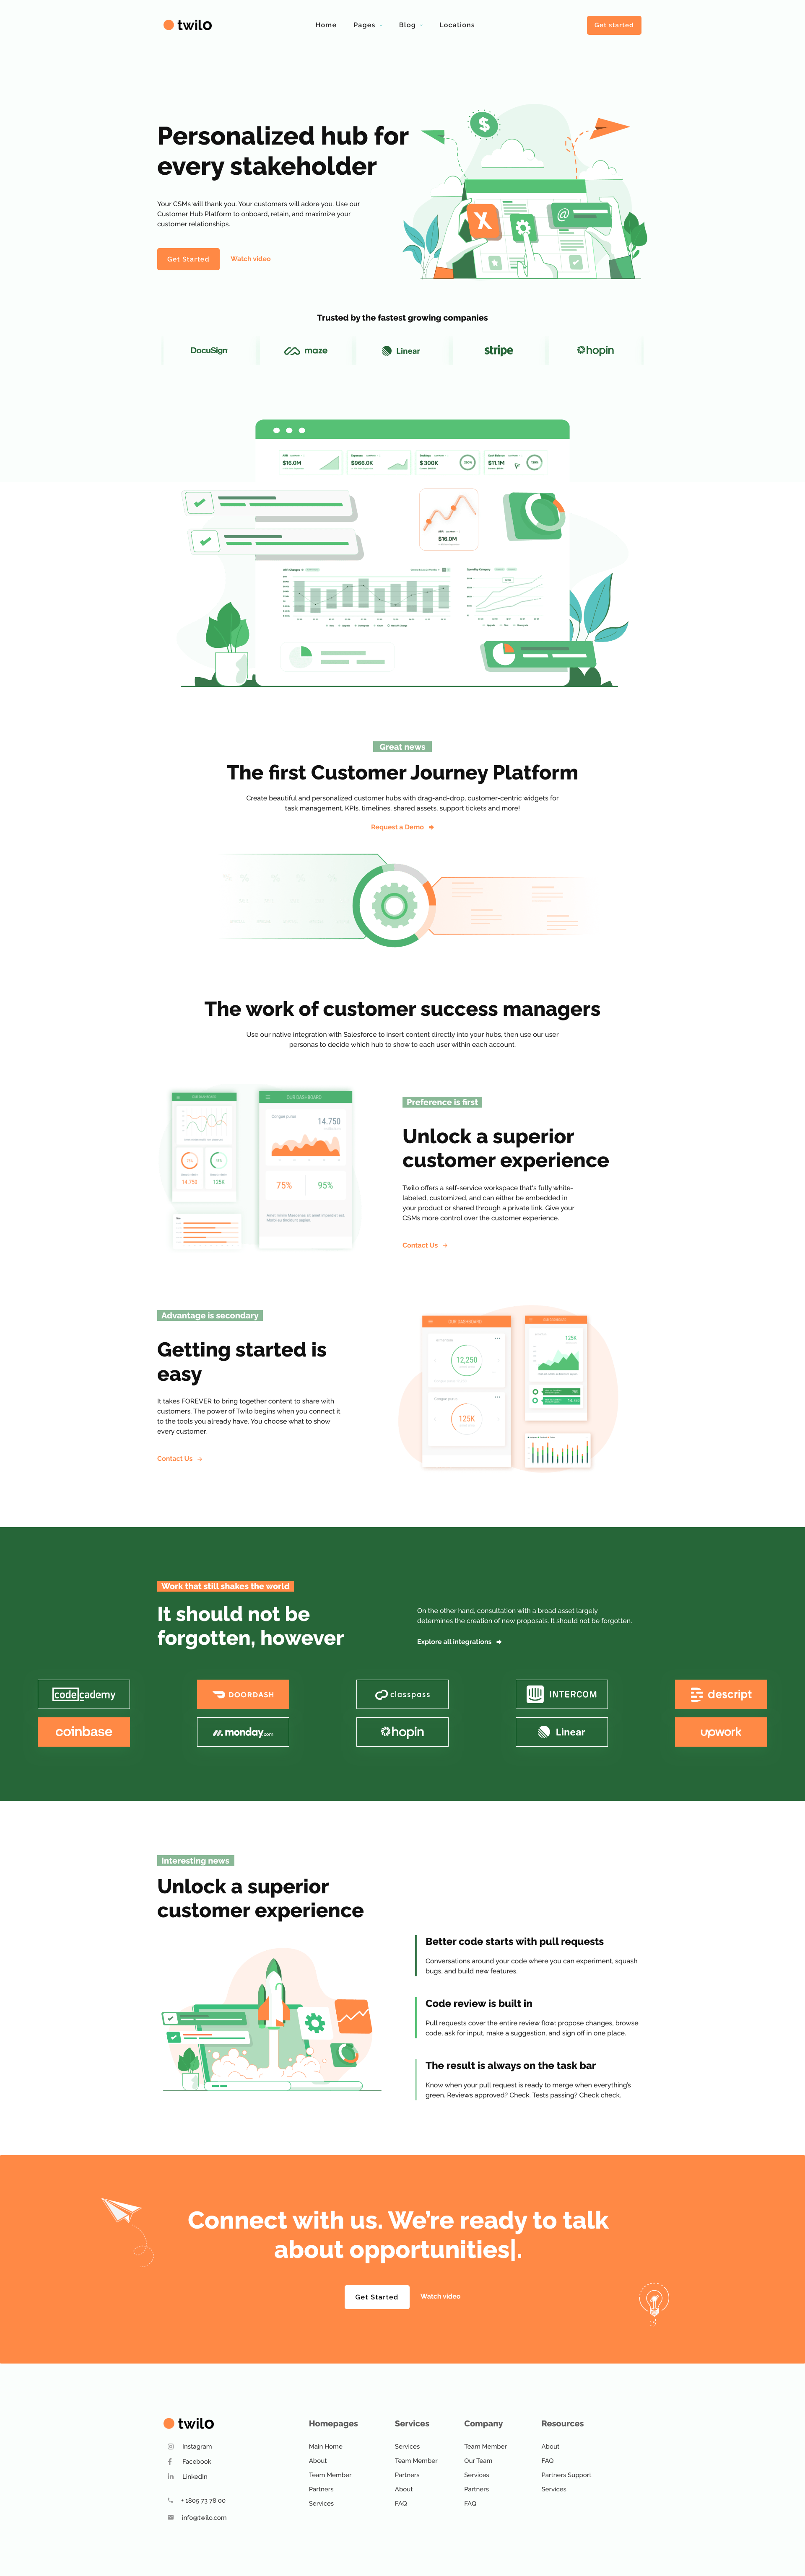 twilo
Home
Pages
Blog
Locations
Get started
Personalized hub for
every stakeholder
Your CSMs will thank you. Your customers will adore you. Use our
Customer Hub Platform to onboard, retain, and maximize your
customer relationships.
Get Started
Watch video
Trusted by the fastest growing companies
DocuSign
maze
Linear
stripe
hopin
$16.0M
$966.0K
$300K
$11.1M
$16.0M
Great news
The first Customer Journey Platform
Create beautiful and personalized customer hubs with drag-and-drop, customer-centric widgets for
task management, KPIs, timelines, shared assets, support tickets and more!
Request a Demo
The work of customer success managers
Use our native integration with Salesforce to insert content directly into your hubs, then use our user
personas to decide which hub to show to each user within each account.
OUR DASHBOARD
OUR DASHBOARD
Congue purus
14.750
14.750
125K
75%
95%
Preference is first
Unlock a superior
customer experience
Twilo offers a self-service workspace that's fully white-
labeled, customized, and can either be embedded in
your product or shared through a private link. Give your
CSMs more control over the customer experience.
Contact Us
Advantage is secondary
Getting started is
easy
It takes FOREVER to bring together content to share with
customers. The power of Twilo begins when you connect it
to the tools you already have. You choose what to show
every customer.
Contact Us
OUR DASHBOARD
OUR DASHBOARD
125K
12,250
Congue purus
125K
Work that still shakes the world
It should not be
forgotten, however
On the other hand, consultation with a broad asset largely
determines the creation of new proposals. It should not be forgotten.
Explore all integrations
codecademy
DOORDASH
classpass
INTERCOM
descript
coinbase
monday.com
hopin
Linear
upwork
Interesting news
Unlock a superior
customer experience
Better code starts with pull requests
Conversations around your code where you can experiment, squash
bugs, and build new features.
Code review is built in
Pull requests cover the entire review flow: propose changes, browse
code, ask for input, make a suggestion, and sign off in one place.
The result is always on the task bar
Know when your pull request is ready to merge when everything's
green. Reviews approved? Check. Tests passing? Check check.
Connect with us. We're ready to talk
about opportunities|.
Get Started
Watch video
twilo
Instagram
Facebook
LinkedIn
+ 1805 73 78 00
info@twilo.com
Homepages
Main Home
About
Team Member
Partners
Services
Services
Services
Team Member
Partners
About
FAQ
Company
Team Member
Our Team
Services
Partners
FAQ
Resources
About
FAQ
Partners Support
Services